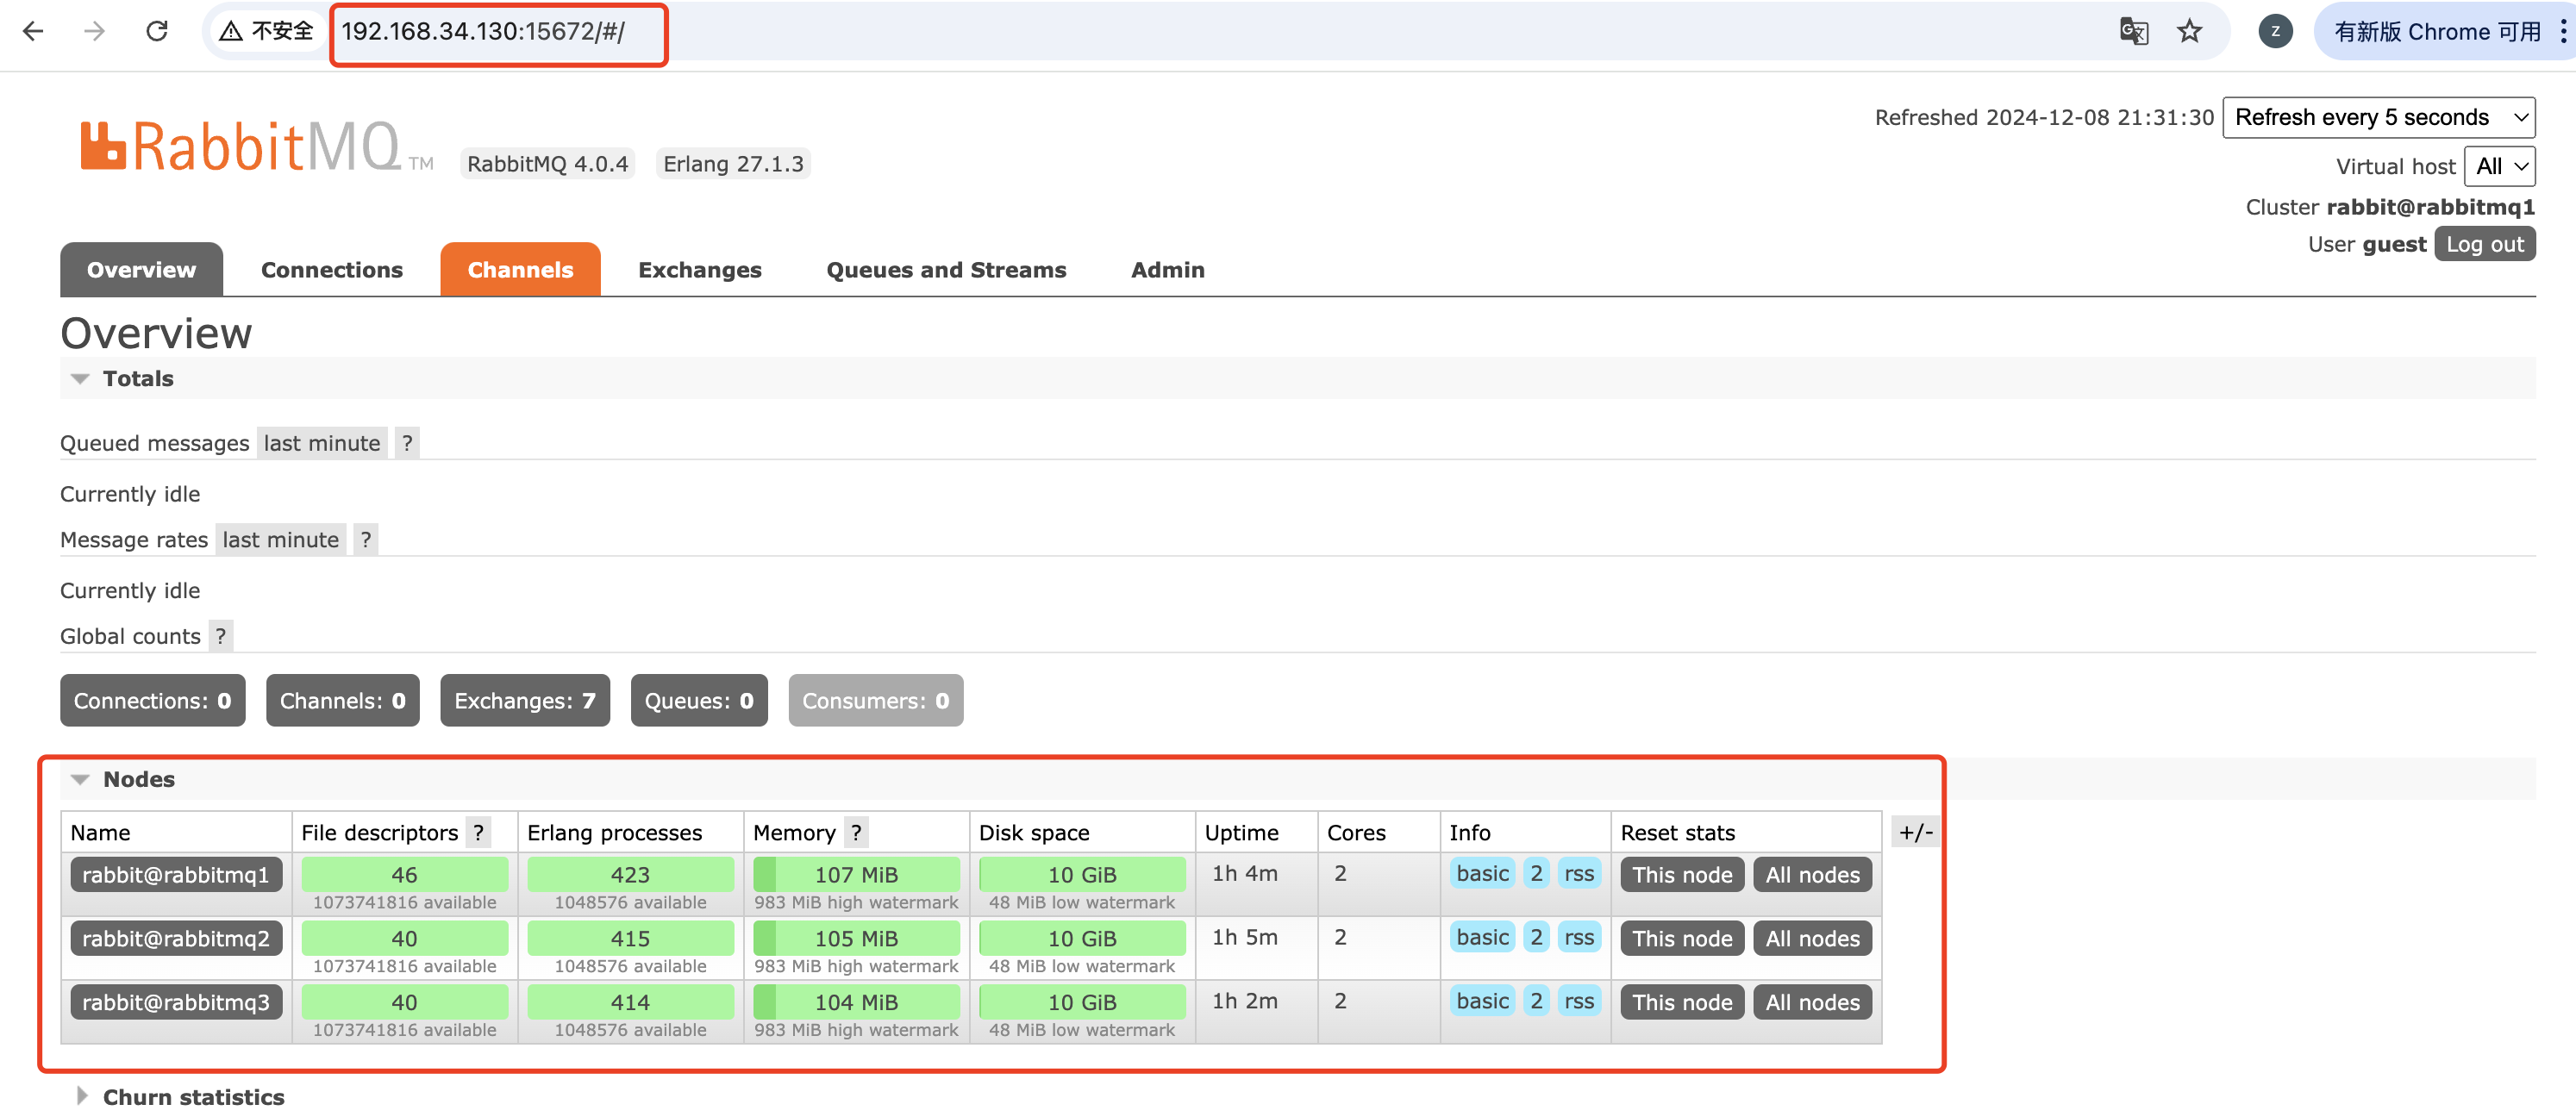 不安全 192.168.34.130:15672/#/ 有新版 Chrome 可用
RabbitMQ TM RabbitMQ 4.0.4 Erlang 27.1.3
Refreshed 2024-12-08 21:31:30 Refresh every 5 seconds
Virtual host All
Cluster rabbit@rabbitmq1
User guest Log out
Overview Connections Channels Exchanges Queues and Streams Admin
Overview
Totals
Queued messages last minute ?
Currently idle
Message rates last minute ?
Currently idle
Global counts ?
Connections: 0 Channels: 0 Exchanges: 7 Queues: 0 Consumers: 0
Nodes
Name File descriptors ? Erlang processes Memory ? Disk space Uptime Cores Info Reset stats +/-
rabbit@rabbitmq1 46 423 107 MiB 10 GiB 1h 4m 2 basic 2 rss This node All nodes
1073741816 available 1048576 available 983 MiB high watermark 48 MiB low watermark
rabbit@rabbitmq2 40 415 105 MiB 10 GiB 1h 5m 2 basic 2 rss This node All nodes
1073741816 available 1048576 available 983 MiB high watermark 48 MiB low watermark
rabbit@rabbitmq3 40 414 104 MiB 10 GiB 1h 2m 2 basic 2 rss This node All nodes
1073741816 available 1048576 available 983 MiB high watermark 48 MiB low watermark
Churn statistics